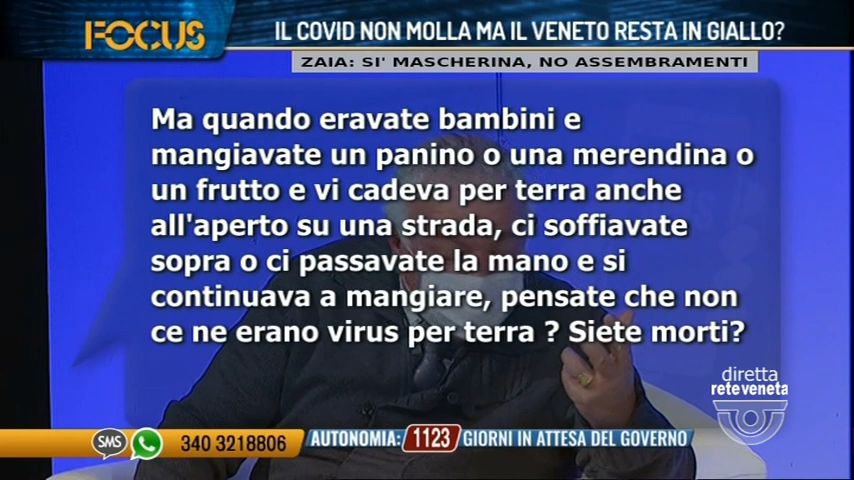 FOCUS
IL COVID NON MOLLA MA IL VENETO RESTA IN GIALLO?
ZAIA: SI' MASCHERINA, NO ASSEMBRAMENTI
Ma quando eravate bambini e
mangiavate un panino o una merendina o
un frutto e vi cadeva per terra anche
all'aperto su una strada, ci soffiavate
sopra o ci passavate la mano e si
continuava a mangiare, pensate che non
ce ne erano virus per terra ? Siete morti?
diretta
reteveneta
SMS 340 3218806 AUTONOMIA: 1123 GIORNI IN ATTESA DEL GOVERNO